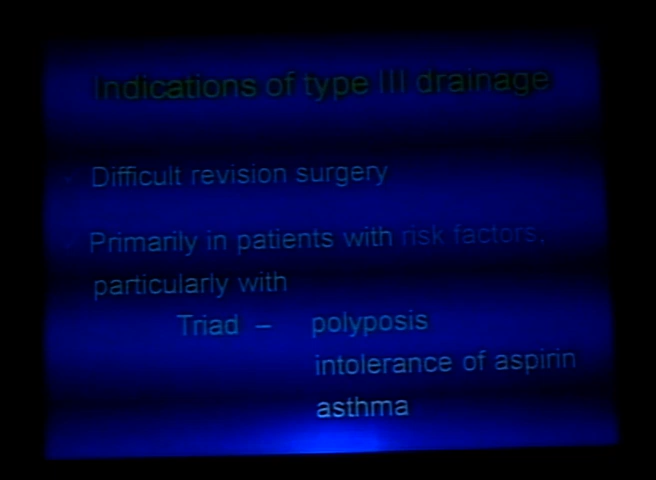 Indications of type III drainage
Difficult revision surgery
Primarily in patients with risk factors,
particularly with
Triad – polyposis
intolerance of aspirin
asthma